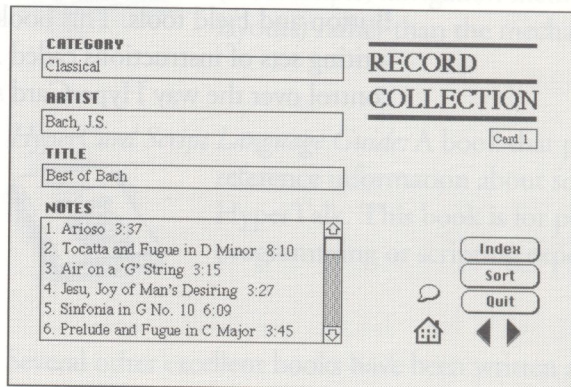 CATEGORY
Classical
ARTIST
Bach, J.S.
TITLE
Best of Bach
NOTES
1. Arioso 3:37
2. Tocatta and Fugue in D Minor 8:10
3. Air on a 'G' String 3:15
4. Jesu, Joy of Man's Desiring 3:27
5. Sinfonia in G No. 10 6:09
6. Prelude and Fugue in C Major 3:45
RECORD
COLLECTION
Card 1
Index
Sort
Quit